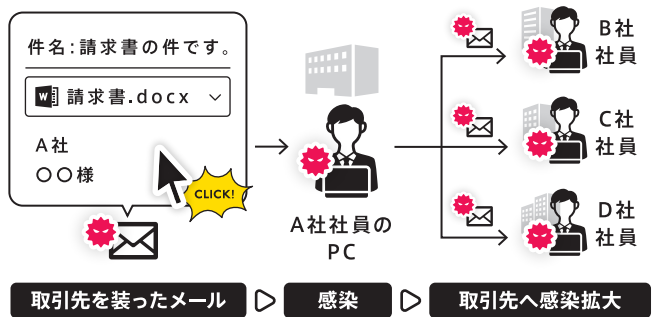 件名:請求書の件です。
W 請求書.docx
A社
〇〇様
CLICK!
A社社員の
PC
B社
社員
C社
社員
D社
社員
取引先を装ったメール
感染
取引先へ感染拡大